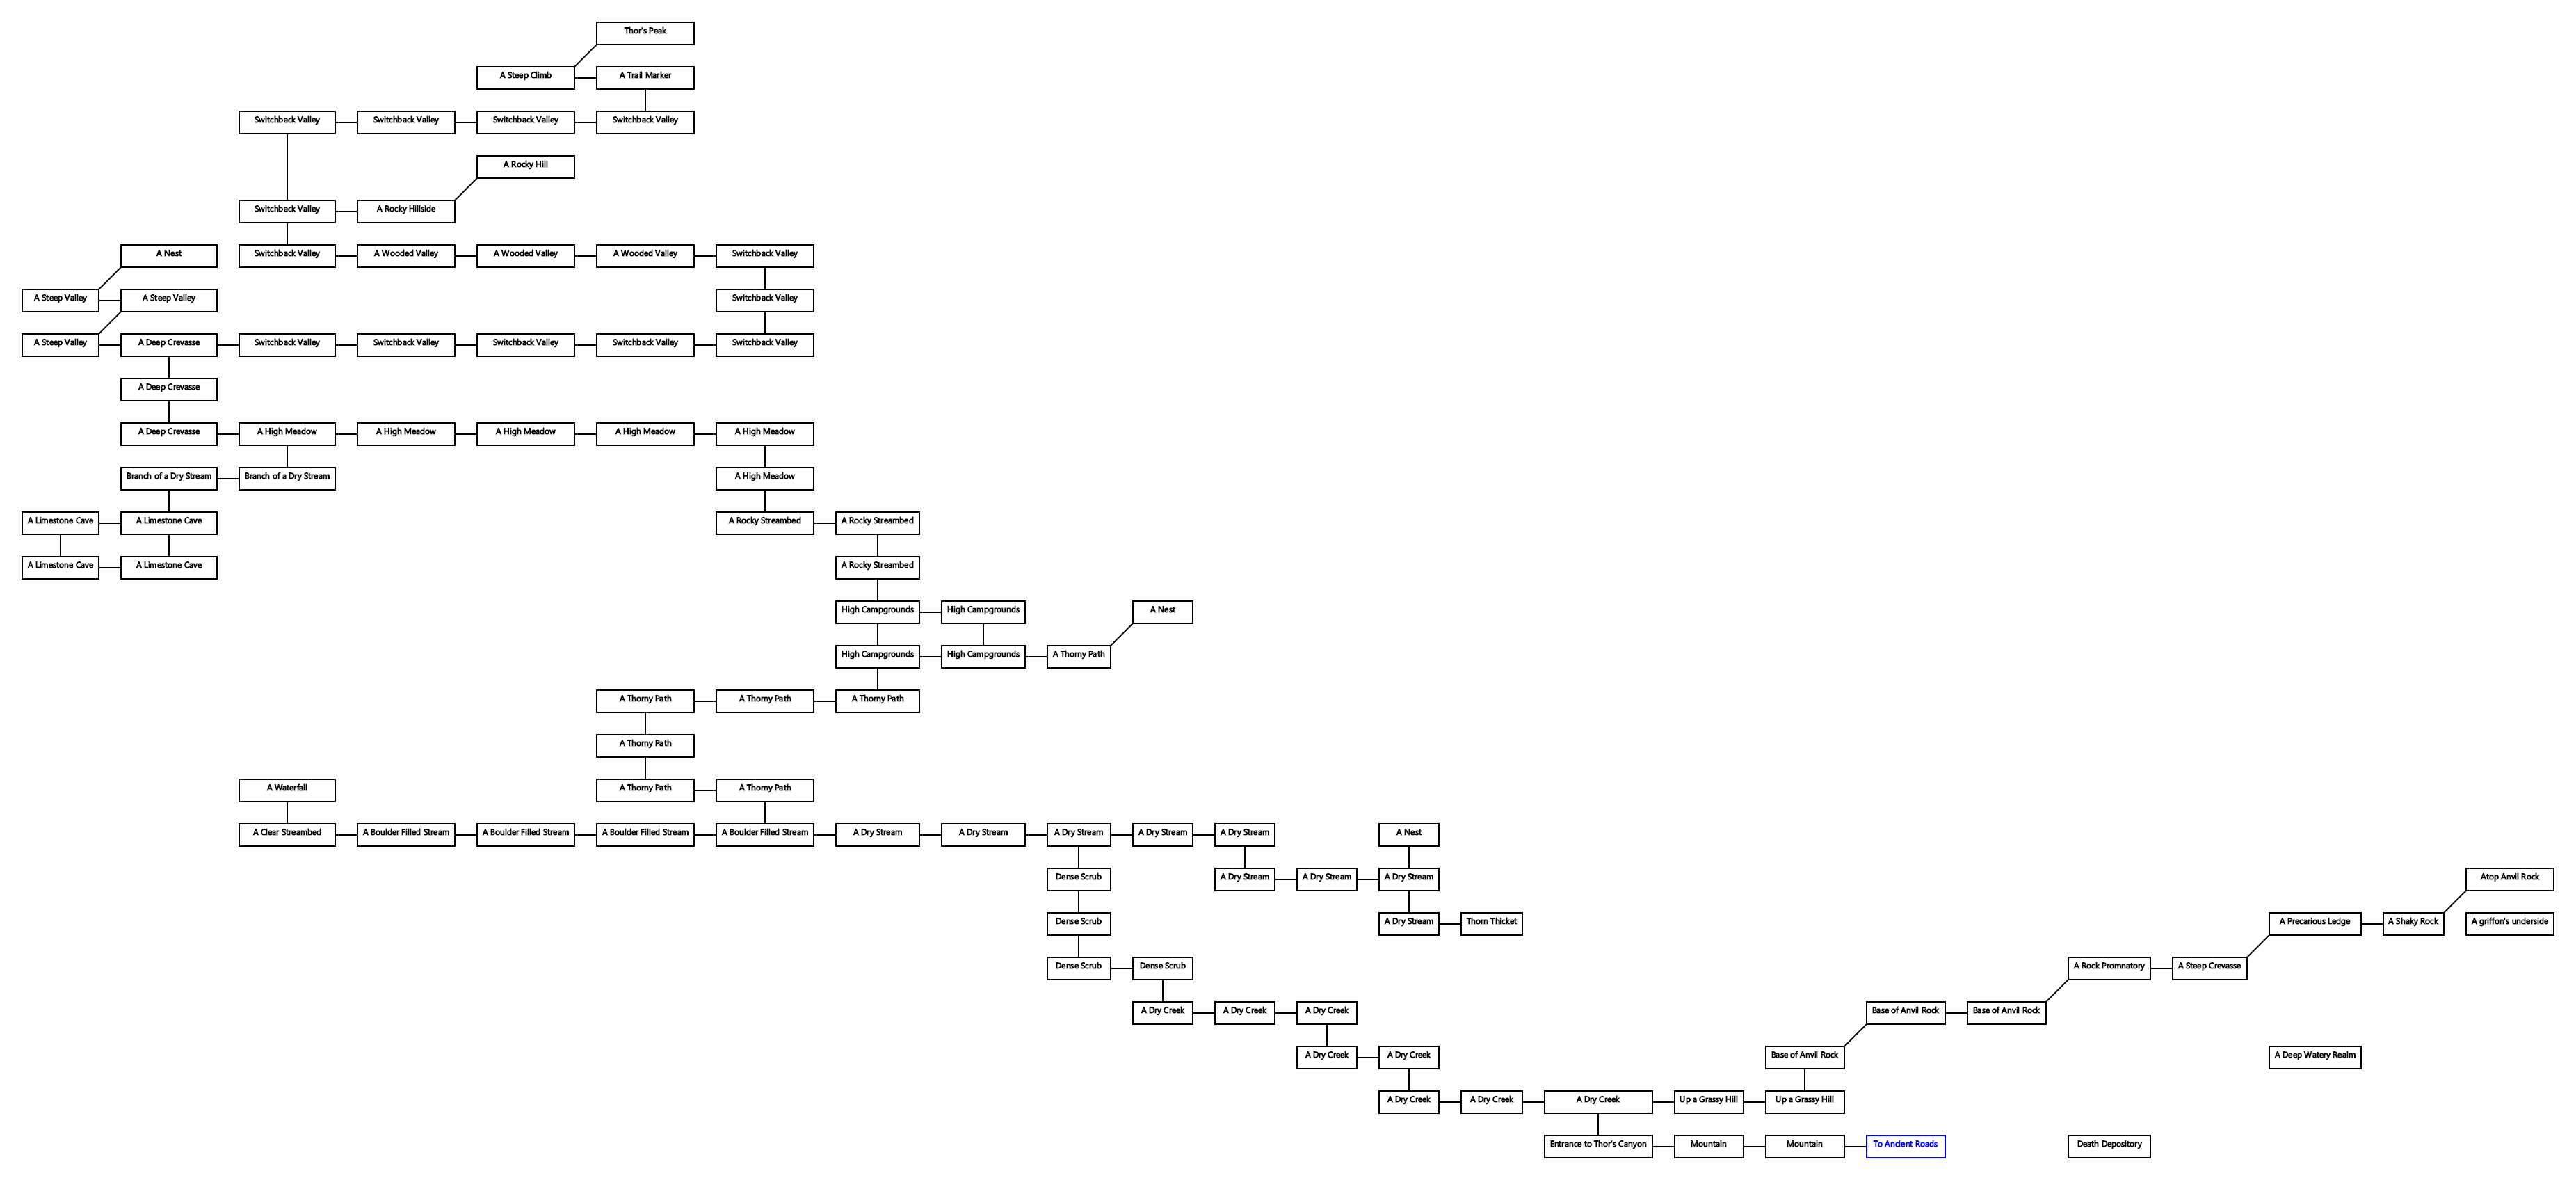 Thor's Peak
A Steep Climb
A Trail Marker
Switchback Valley
Switchback Valley
Switchback Valley
Switchback Valley
A Rocky Hill
Switchback Valley
A Rocky Hillside
A Nest
Switchback Valley
A Wooded Valley
A Wooded Valley
A Wooded Valley
Switchback Valley
A Steep Valley
A Steep Valley
Switchback Valley
A Steep Valley
A Deep Crevasse
Switchback Valley
Switchback Valley
Switchback Valley
Switchback Valley
Switchback Valley
A Deep Crevasse
A Deep Crevasse
A High Meadow
A High Meadow
A High Meadow
A High Meadow
A High Meadow
Branch of a Dry Stream
Branch of a Dry Stream
A High Meadow
A Limestone Cave
A Limestone Cave
A Rocky Streambed
A Rocky Streambed
A Limestone Cave
A Limestone Cave
A Rocky Streambed
High Campgrounds
High Campgrounds
A Nest
High Campgrounds
High Campgrounds
A Thorny Path
A Thorny Path
A Thorny Path
A Thorny Path
A Thorny Path
A Waterfall
A Thorny Path
A Thorny Path
A Clear Streambed
A Boulder Filled Stream
A Boulder Filled Stream
A Boulder Filled Stream
A Boulder Filled Stream
A Dry Stream
A Dry Stream
A Dry Stream
A Dry Stream
A Dry Stream
A Nest
Dense Scrub
A Dry Stream
A Dry Stream
A Dry Stream
Atop Anvil Rock
Dense Scrub
A Dry Stream
Thorn Thicket
A Precarious Ledge
A Shaky Rock
A griffon's underside
Dense Scrub
Dense Scrub
A Rock Promnatory
A Steep Crevasse
A Dry Creek
A Dry Creek
A Dry Creek
Base of Anvil Rock
Base of Anvil Rock
A Dry Creek
A Dry Creek
Base of Anvil Rock
A Deep Watery Realm
A Dry Creek
A Dry Creek
A Dry Creek
Up a Grassy Hill
Up a Grassy Hill
Entrance to Thor's Canyon
Mountain
Mountain
To Ancient Roads
Death Depository